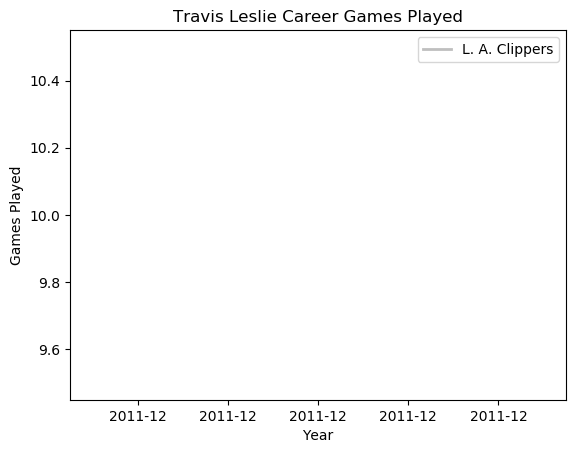 Travis Leslie Career Games Played
L. A. Clippers
10.4
10.2
10.0
9.8
9.6
Games Played
2011-12 2011-12 2011-12 2011-12 2011-12
Year